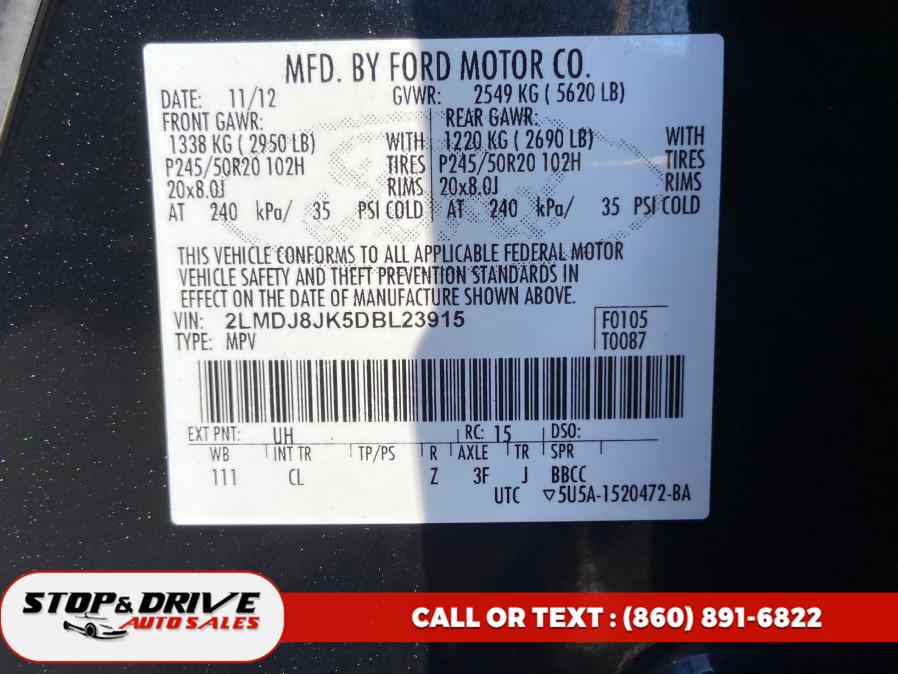 MFD. BY FORD MOTOR CO.
DATE: 11/12 GVWR: 2549 KG ( 5620 LB)
FRONT GAWR: REAR GAWR:
1338 KG ( 2950 LB) WITH 1220 KG ( 2690 LB) WITH
P245/50R20 102H TIRES P245/50R20 102H TIRES
20x8.0J RIMS 20x8.0J RIMS
AT 240 kPa/ 35 PSI COLD AT 240 kPa/ 35 PSI COLD
THIS VEHICLE CONFORMS TO ALL APPLICABLE FEDERAL MOTOR
VEHICLE SAFETY AND THEFT PREVENTION STANDARDS IN
EFFECT ON THE DATE OF MANUFACTURE SHOWN ABOVE.
VIN: 2LMDJ8JK5DBL23915 F0105
TYPE: MPV T0087
EXT PNT: UH RC: 15 DSO:
WB INT TR TP/PS R AXLE TR SPR
111 CL Z 3F J BBCC
UTC ▽5U5A-1520472-BA
STOP & DRIVE
AUTO SALES
CALL OR TEXT : (860) 891-6822